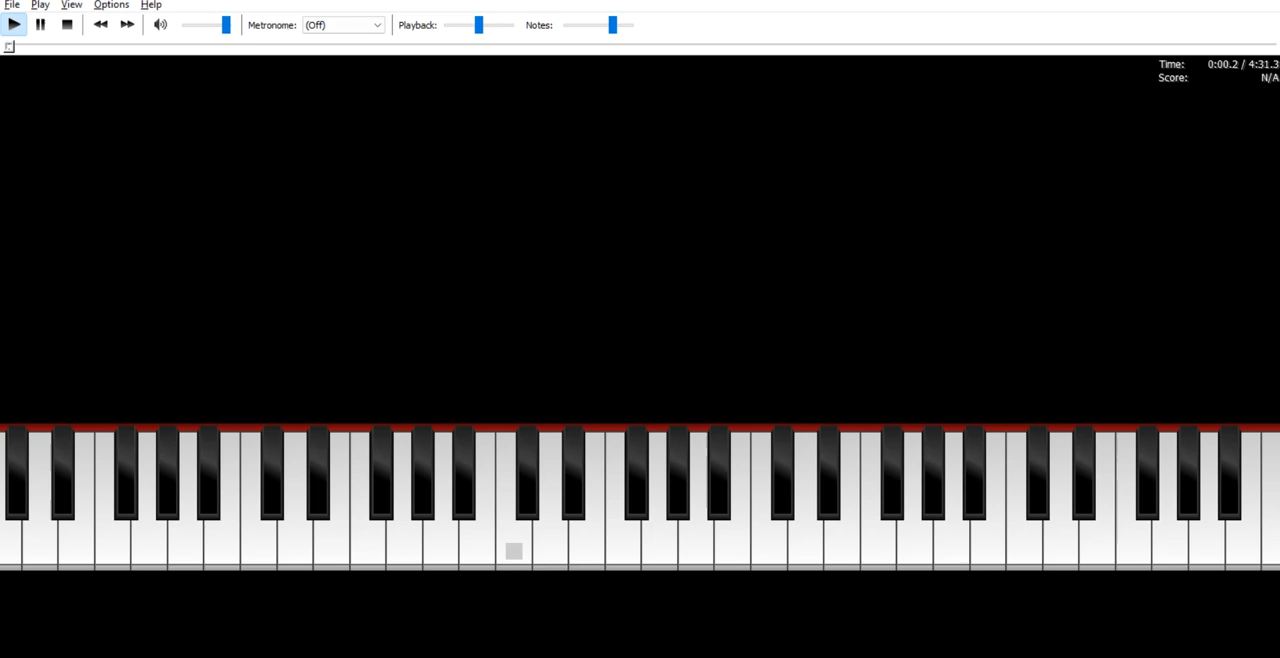 File Play View Options Help
Metronome: (Off) Playback: Notes:
Time: 0:00.2 / 4:31.3
Score: N/A